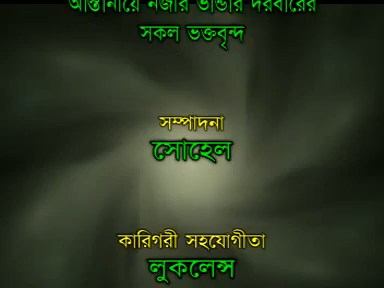 আস্তানায়ে নজীর ভান্ডার দরবারের
সকল ভক্তবৃন্দ
সম্পাদনা
সোহেল
কারিগরী সহযোগীতা
লুকলেন্স